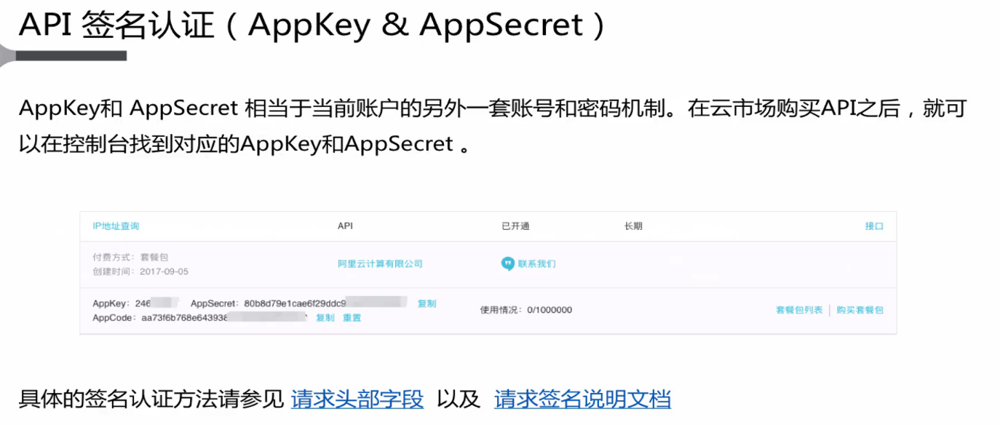 API 签名认证（AppKey & AppSecret）
AppKey和 AppSecret 相当于当前账户的另外一套账号和密码机制。在云市场购买API之后，就可
以在控制台找到对应的AppKey和AppSecret 。
IP地址查询 API 已开通 长期 接口
付费方式：套餐包
创建时间：2017-09-05
阿里云计算有限公司 联系我们
AppKey：246 AppSecret：80b8d79e1cae6f29ddc9 复制
AppCode：aa73f6b768e643938 复制 重置
使用情况：0/1000000 套餐包列表 购买套餐包
具体的签名认证方法请参见 请求头部字段 以及 请求签名说明文档